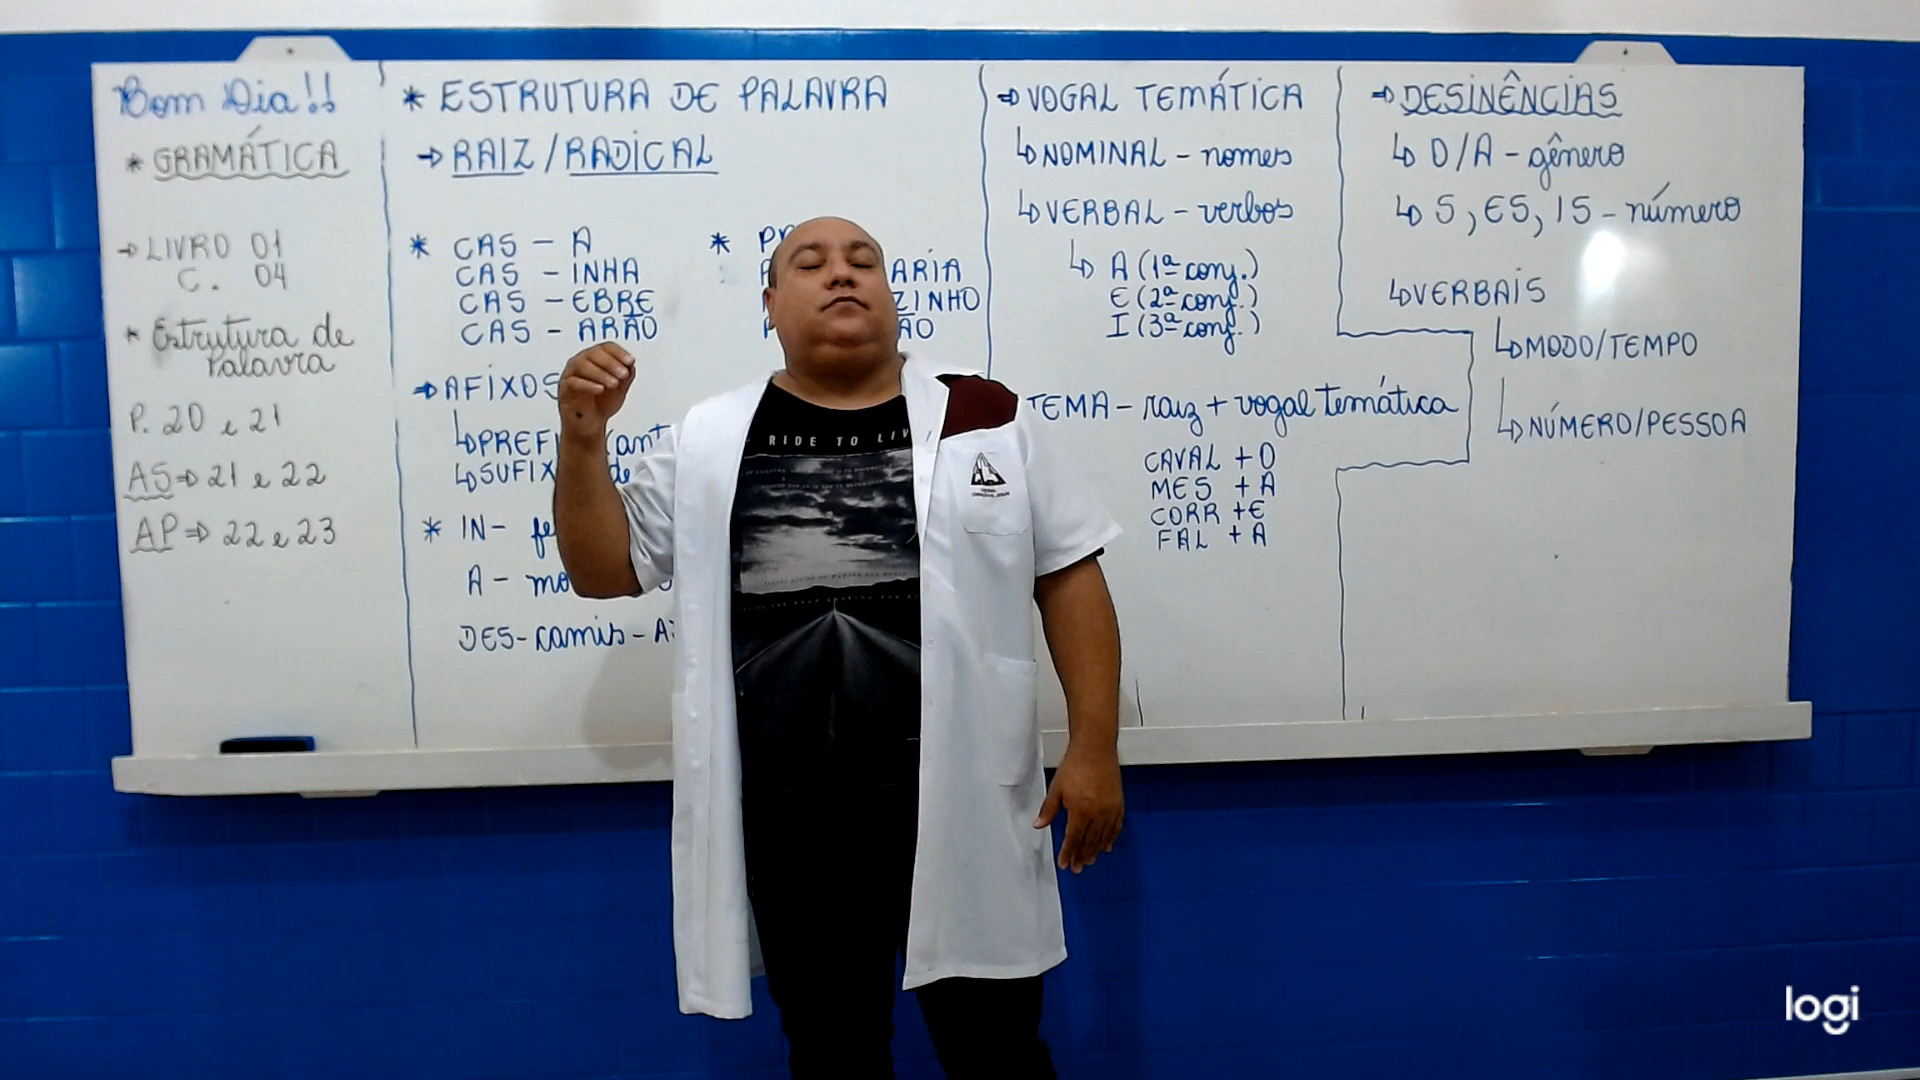 Bom Dia!!
* GRAMÁTICA
→ LIVRO 01
C. 04
* Estrutura de
Palavra
P. 20 e 21
AS ⇒ 21 e 22
AP ⇒ 22 e 23
* ESTRUTURA DE PALAVRA
→ RAIZ / RADICAL
* CAS - A
CAS - INHA
CAS - EBRE
CAS - ARÃO
*
ARIA
ZINHO
ÃO
→ AFIXOS
↳ PREFI
↳ SUFIX
* IN-
A -
DES - camis - A
→ VOGAL TEMÁTICA
↳ NOMINAL - nomes
↳ VERBAL - verbos
↳ A (1ª conj.)
E (2ª conj.)
I (3ª conj.)
TEMA - raiz + vogal temática
CAVAL + O
MES + A
CORR + E
FAL + A
→ DESINÊNCIAS
↳ O/A - gênero
↳ S, ES, IS - número
↳ VERBAIS
↳ MODO/TEMPO
↳ NÚMERO/PESSOA
RIDE TO LIV
logi